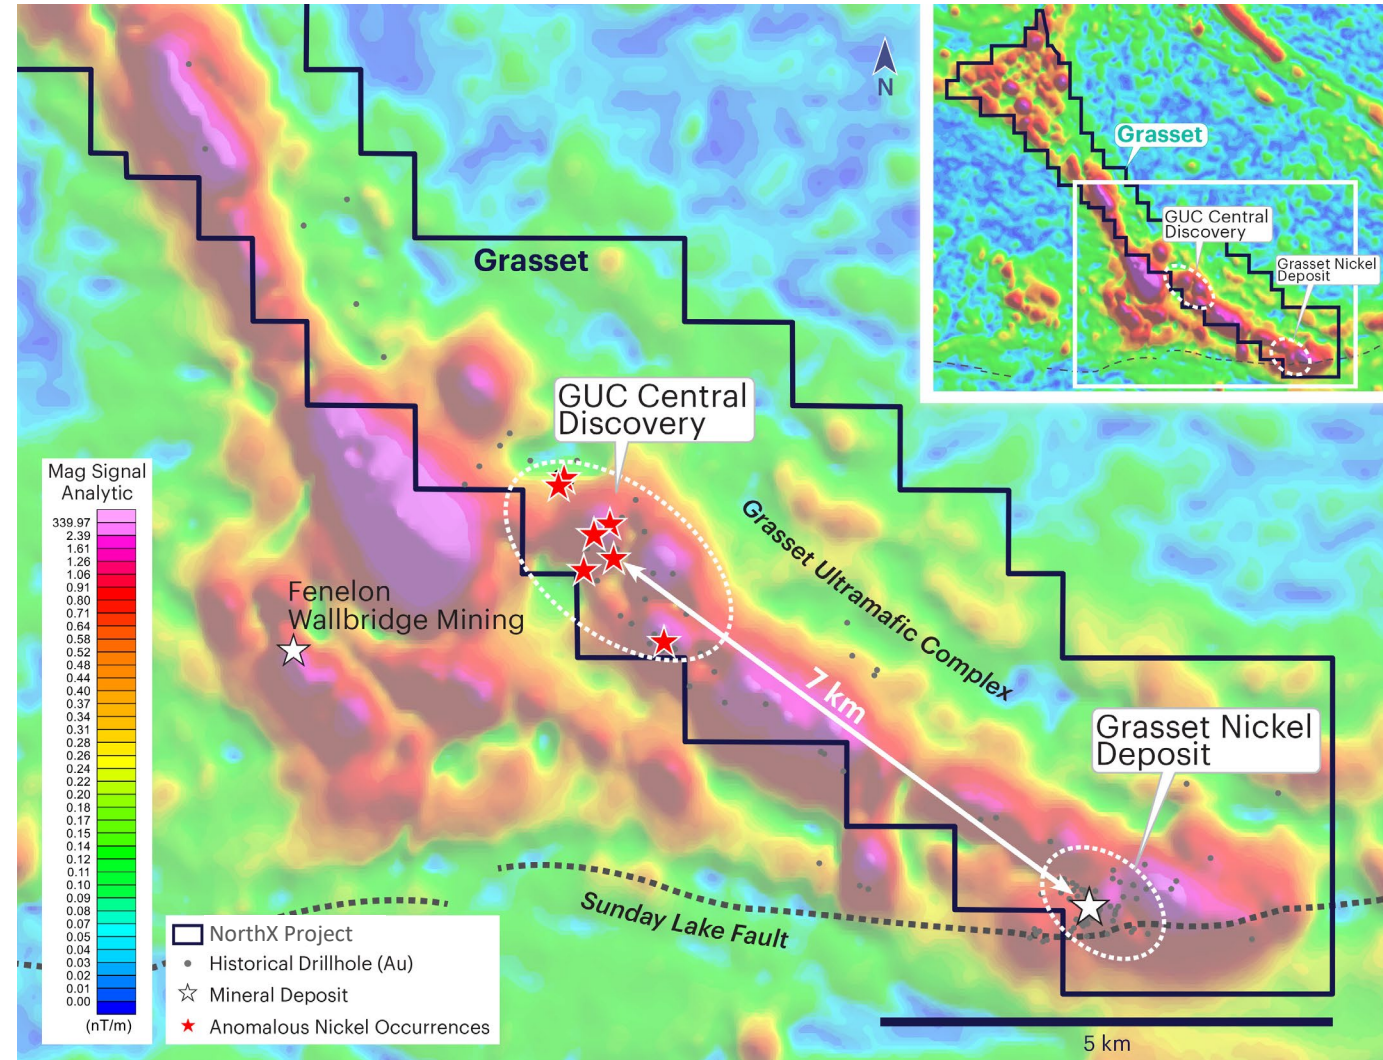 N
Grasset
GUC Central
Discovery
Grasset Ultramafic Complex
7 km
Fenelon
Wallbridge Mining
Grasset Nickel
Deposit
Sunday Lake Fault
5 km
Grasset
GUC Central
Discovery
Grasset Nickel
Deposit
Mag Signal
Analytic
339.97
2.39
1.61
1.26
1.06
0.91
0.80
0.71
0.64
0.58
0.52
0.48
0.44
0.40
0.37
0.34
0.31
0.28
0.26
0.24
0.22
0.20
0.18
0.17
0.15
0.14
0.12
0.11
0.10
0.09
0.08
0.07
0.05
0.04
0.03
0.02
0.01
0.00
(nT/m)
NorthX Project
Historical Drillhole (Au)
Mineral Deposit
Anomalous Nickel Occurrences